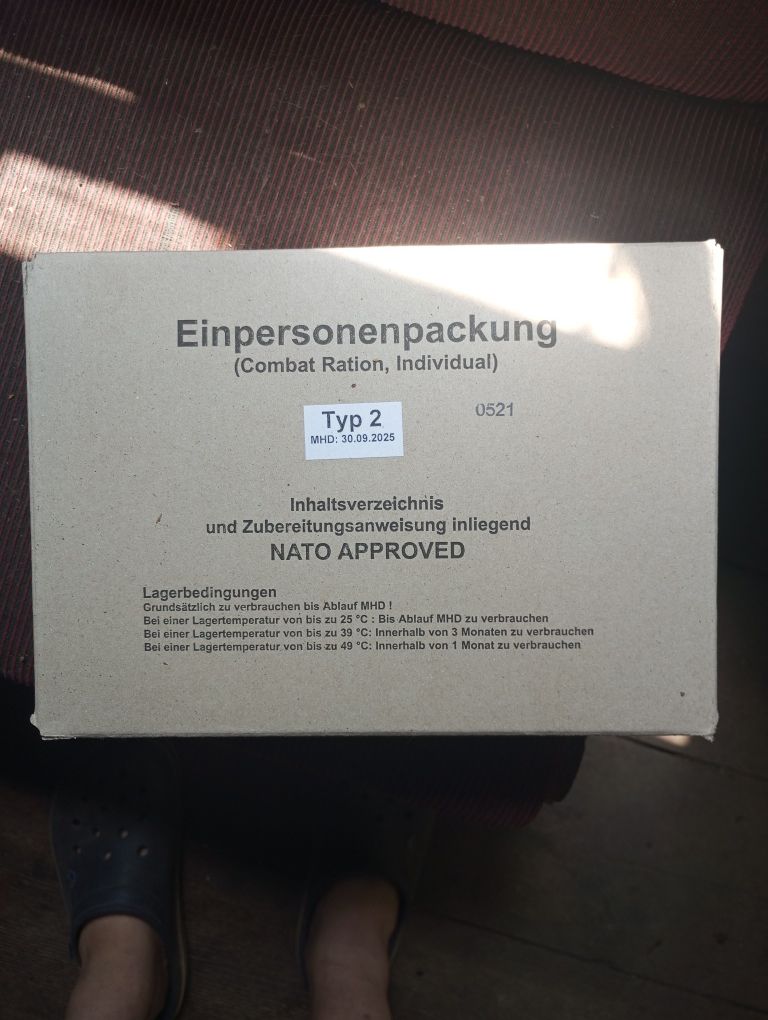 Einpersonenpackung
(Combat Ration, Individual)
Typ 2
MHD: 30.09.2025
0521
Inhaltsverzeichnis
und Zubereitungsanweisung inliegend
NATO APPROVED
Lagerbedingungen
Grundsätzlich zu verbrauchen bis Ablauf MHD !
Bei einer Lagertemperatur von bis zu 25 °C : Bis Ablauf MHD zu verbrauchen
Bei einer Lagertemperatur von bis zu 39 °C: Innerhalb von 3 Monaten zu verbrauchen
Bei einer Lagertemperatur von bis zu 49 °C: Innerhalb von 1 Monat zu verbrauchen